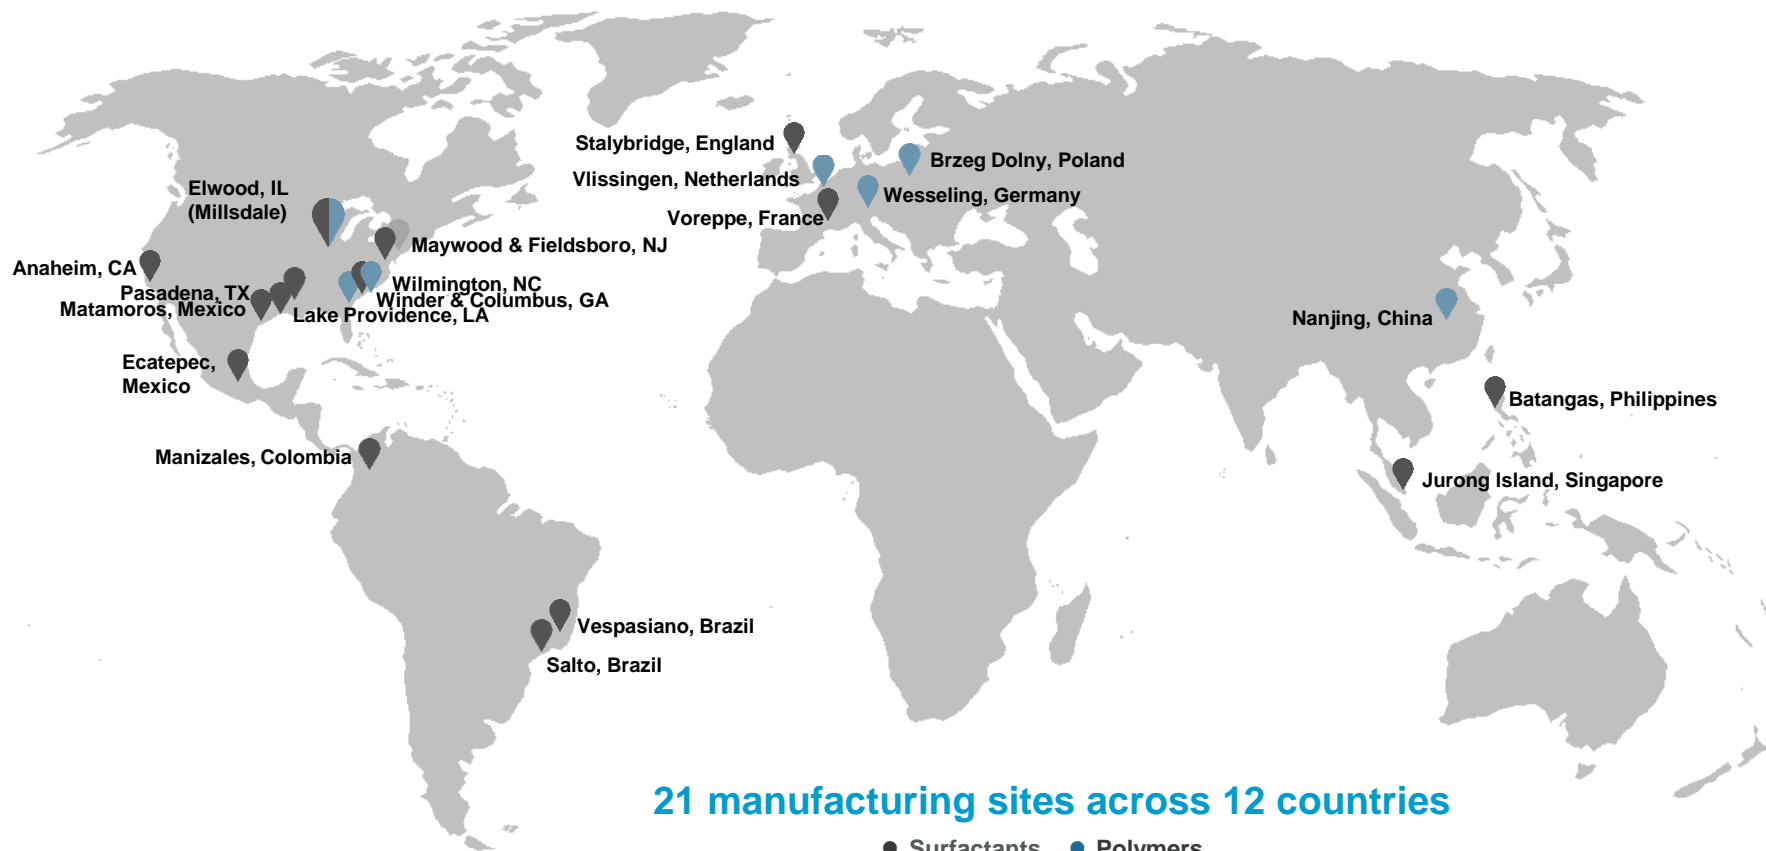 Stalybridge, England
Brzeg Dolny, Poland
Vlissingen, Netherlands
Elwood, IL
(Millsdale)
Wesseling, Germany
Voreppe, France
Maywood & Fieldsboro, NJ
Anaheim, CA
Wilmington, NC
Pasadena, TX
Winder & Columbus, GA
Matamoros, Mexico
Lake Providence, LA
Nanjing, China
Ecatepec,
Mexico
Batangas, Philippines
Manizales, Colombia
Jurong Island, Singapore
Vespasiano, Brazil
Salto, Brazil
21 manufacturing sites across 12 countries
Surfactants Polymers